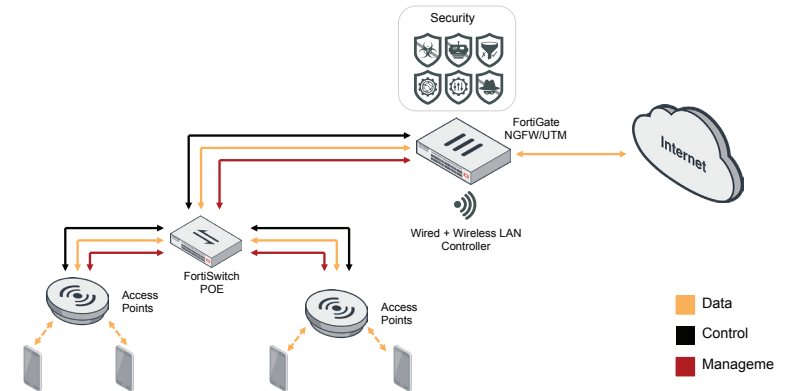 Security
FortiGate
NGFW/UTM
Internet
Wired + Wireless LAN
Controller
FortiSwitch
POE
Access
Points
Access
Points
Data
Control
Manageme